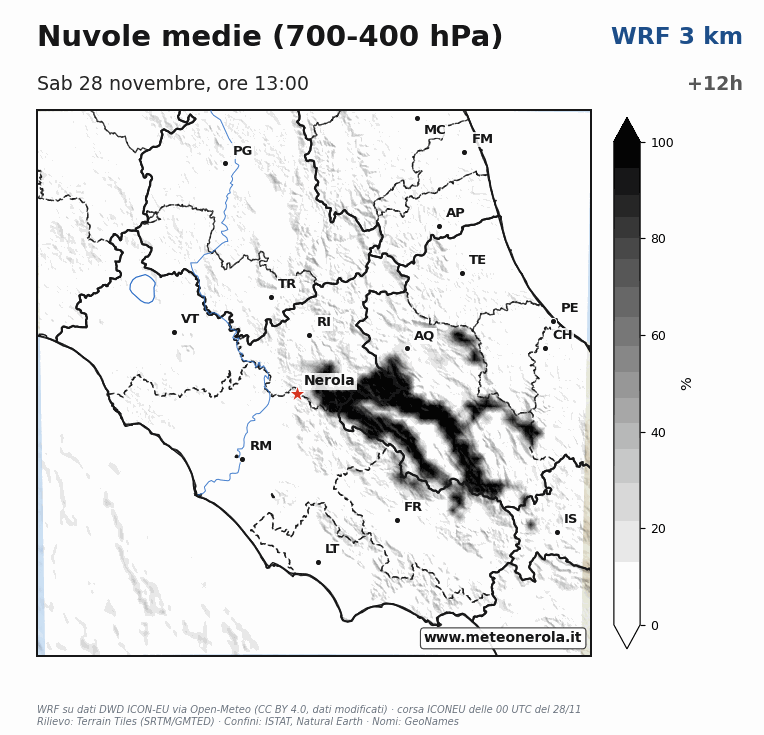 Nuvole medie (700-400 hPa)
WRF 3 km
Sab 28 novembre, ore 13:00
+12h
MC
FM
PG
AP
TE
TR
PE
VT
RI
AQ
CH
Nerola
RM
FR
IS
LT
www.meteonerola.it
100
80
60
40
20
0
%
WRF su dati DWD ICON-EU via Open-Meteo (CC BY 4.0, dati modificati) · corsa ICONEU delle 00 UTC del 28/11
Rilievo: Terrain Tiles (SRTM/GMTED) · Confini: ISTAT, Natural Earth · Nomi: GeoNames